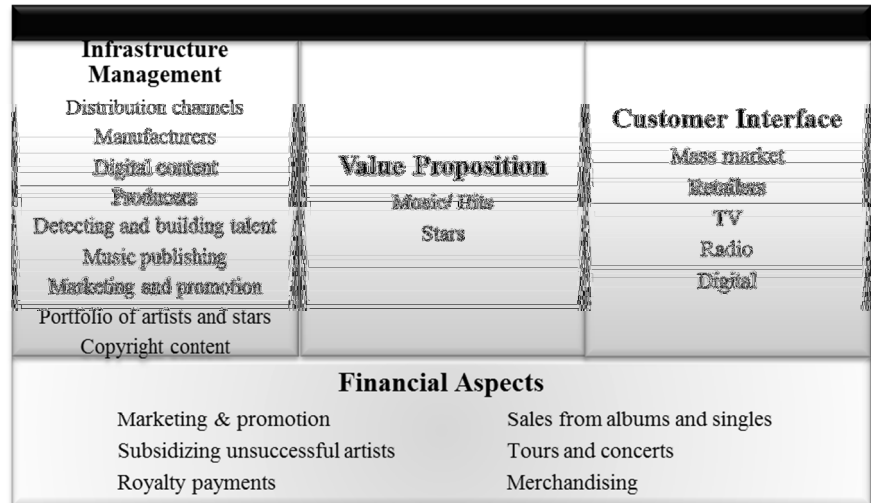 Infrastructure
Management
Distribution channels
Manufacturers
Digital content
Producers
Detecting and building talent
Music publishing
Marketing and promotion
Portfolio of artists and stars
Copyright content
Value Proposition
Music/ Hits
Stars
Customer Interface
Mass market
Retailers
TV
Radio
Digital
Financial Aspects
Marketing & promotion
Subsidizing unsuccessful artists
Royalty payments
Sales from albums and singles
Tours and concerts
Merchandising